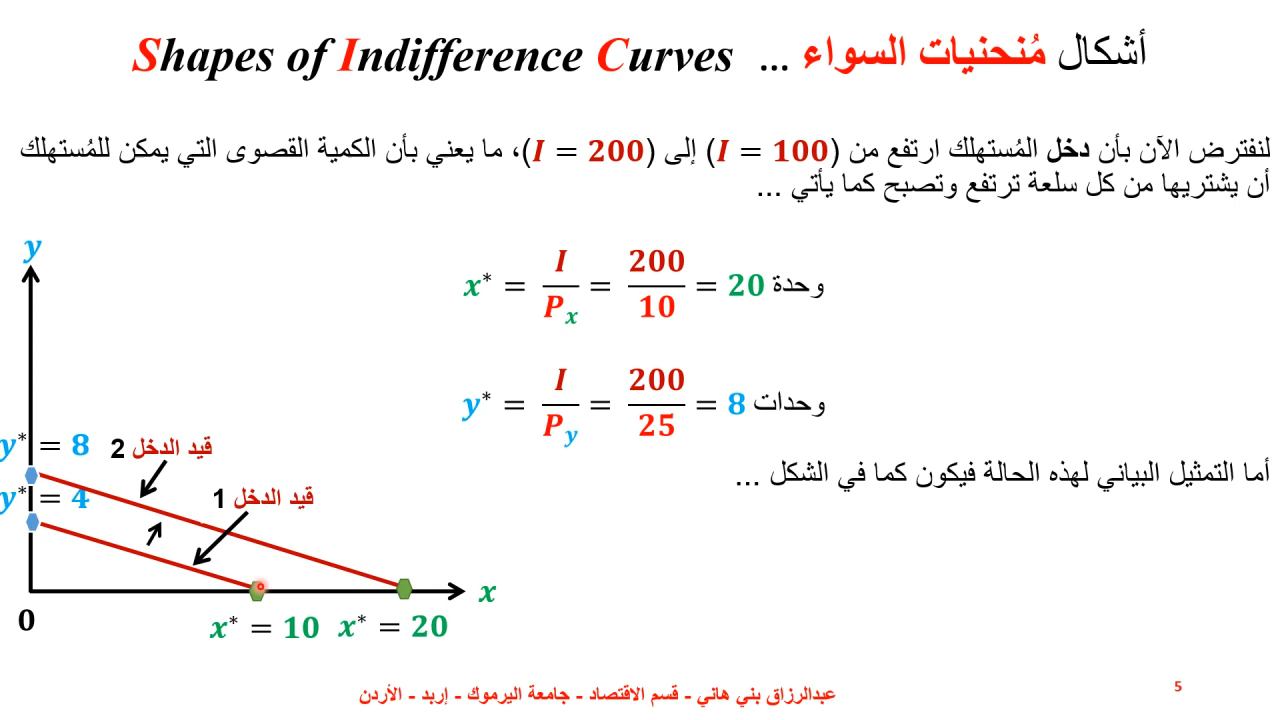 أشكال مُنحنيات السواء ... Shapes of Indifference Curves
لنفترض الآن بأن دخل المُستهلك ارتفع من (I = 100) إلى (I = 200)، ما يعني بأن الكمية القصوى التي يمكن للمُستهلك
أن يشتريها من كل سلعة ترتفع وتصبح كما يأتي ...
x* = I / Px = 200 / 10 = 20 وحدة
y* = I / Py = 200 / 25 = 8 وحدات
أما التمثيل البياني لهذه الحالة فيكون كما في الشكل ...
y
y* = 8
قيد الدخل 2
y* = 4
قيد الدخل 1
x
0
x* = 10
x* = 20
عبدالرزاق بني هاني - قسم الاقتصاد - جامعة اليرموك - إربد - الأردن
5